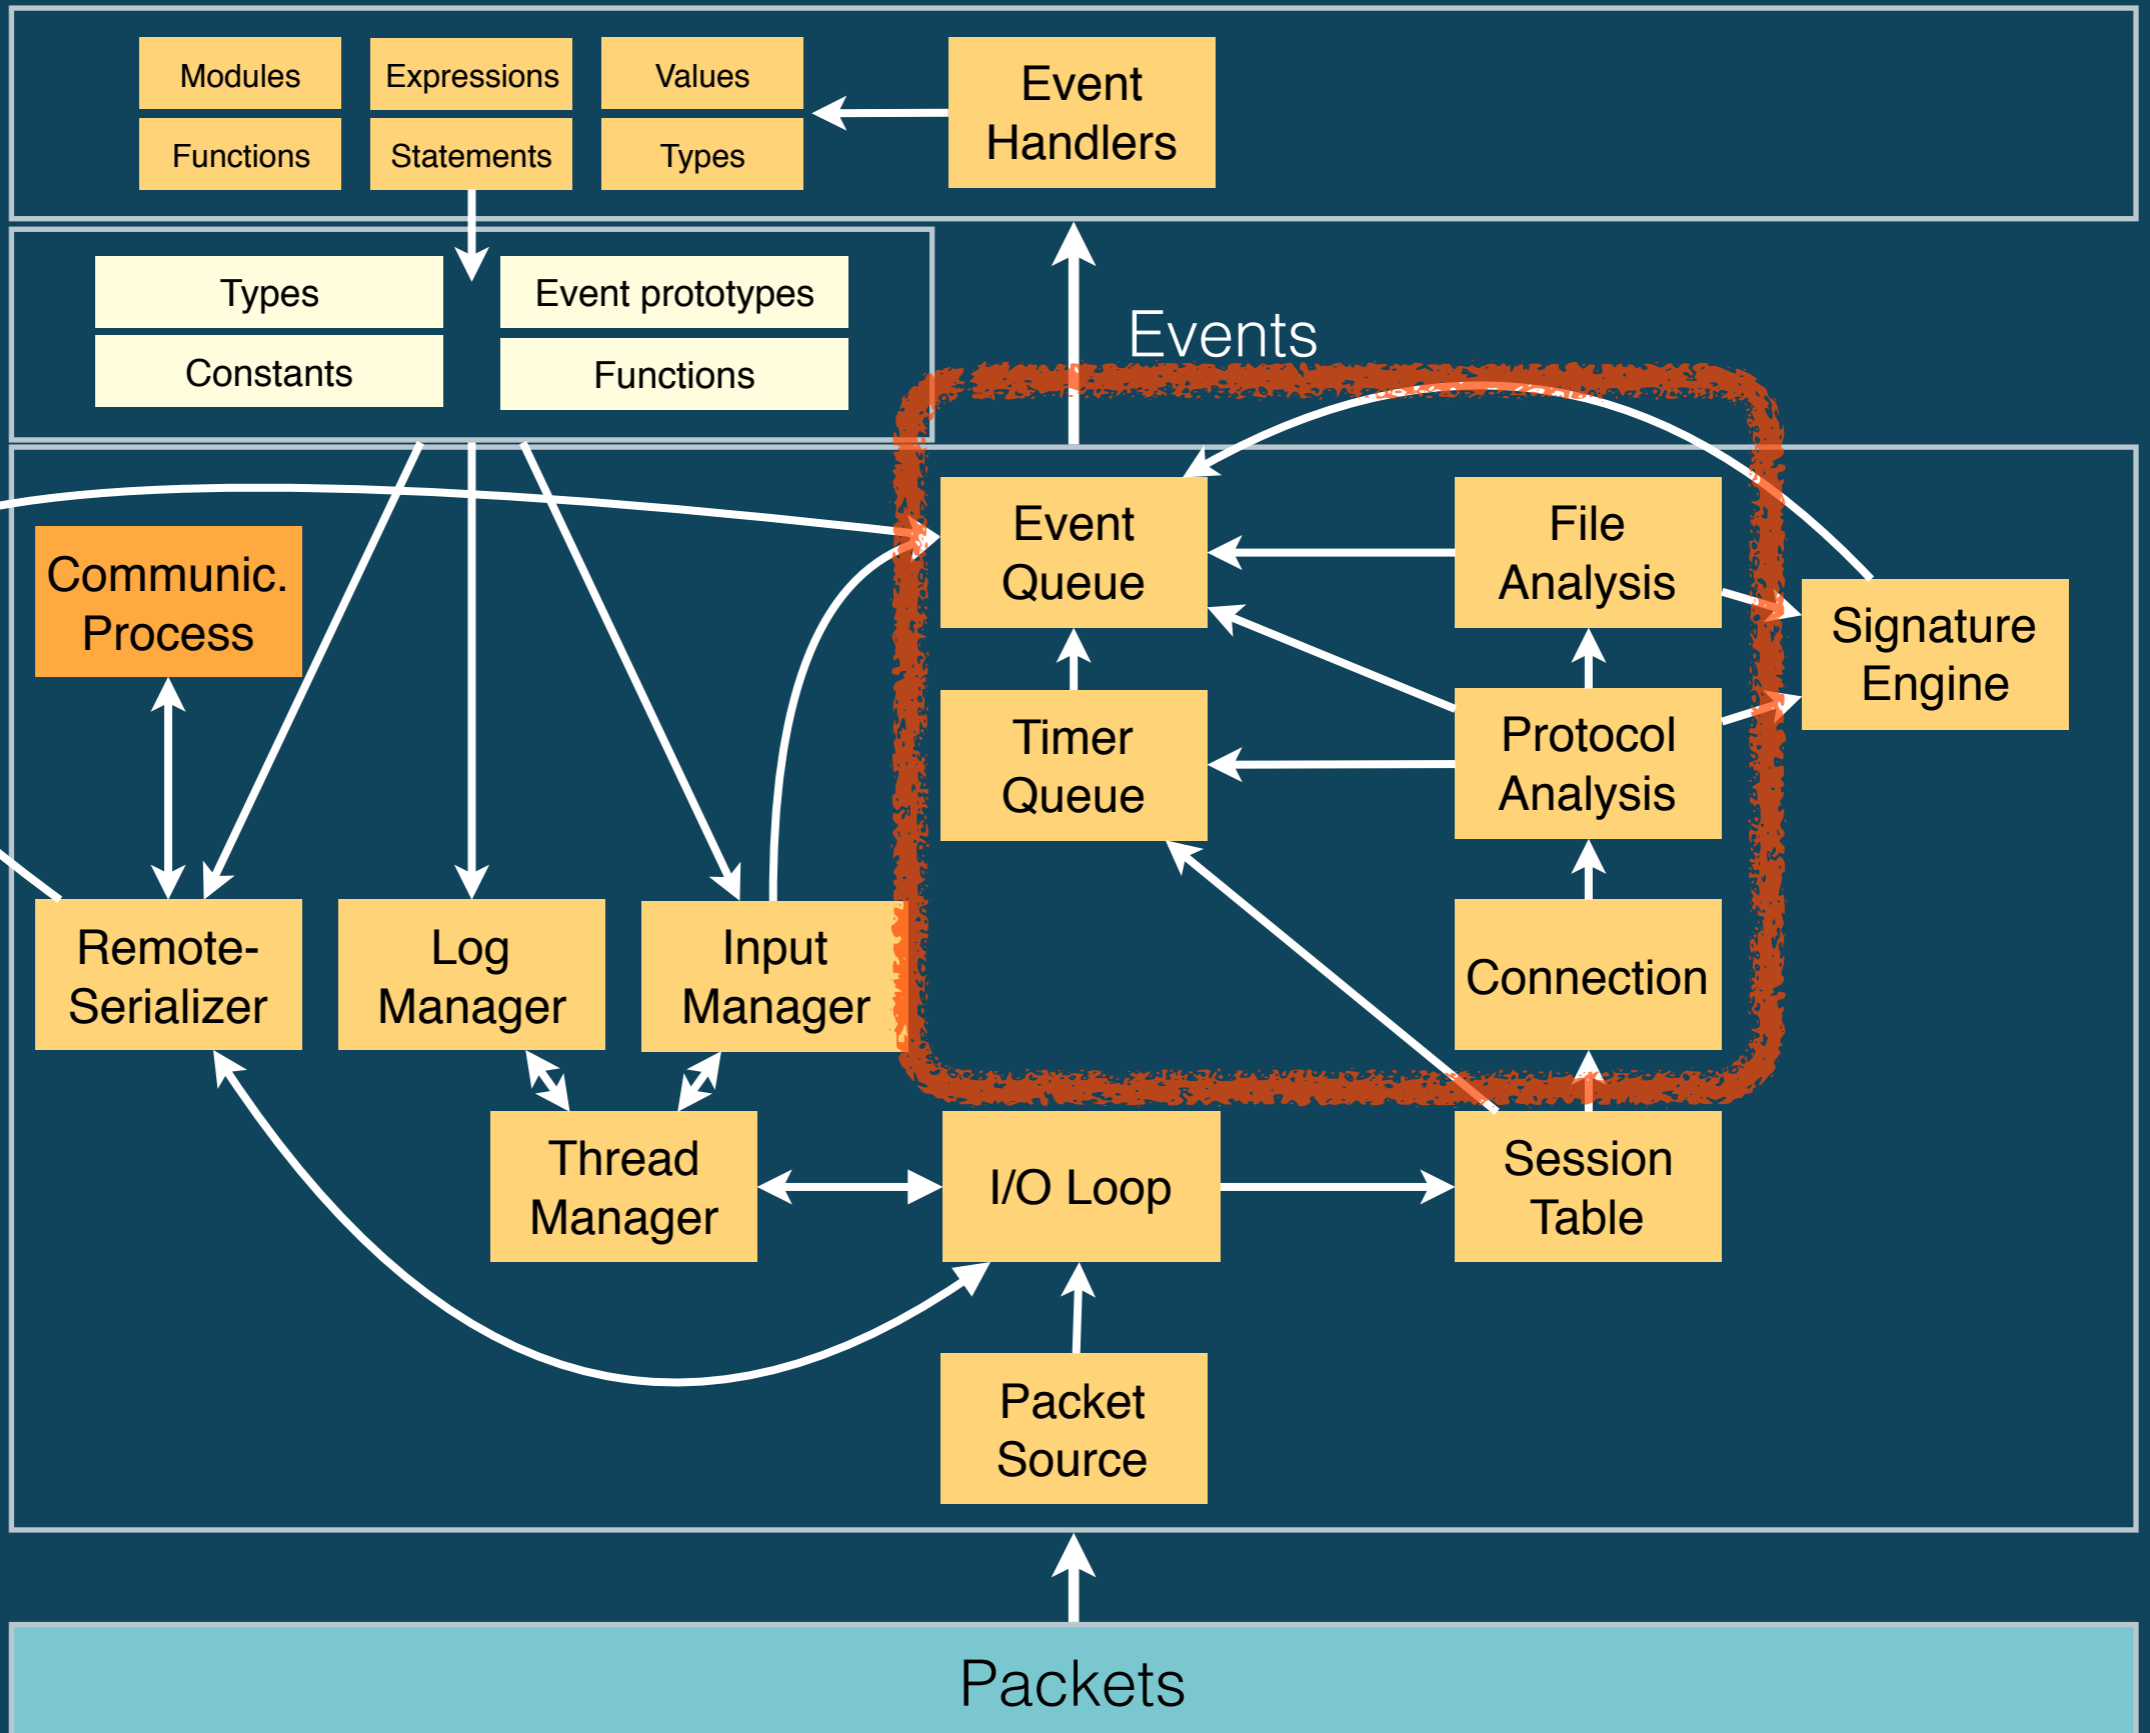 Modules
Expressions
Values
Event
Handlers
Functions
Statements
Types
Types
Event prototypes
Constants
Functions
Events
Event
Queue
File
Analysis
Communic.
Process
Signature
Engine
Timer
Queue
Protocol
Analysis
Remote-
Serializer
Log
Manager
Input
Manager
Connection
Thread
Manager
I/O Loop
Session
Table
Packet
Source
Packets